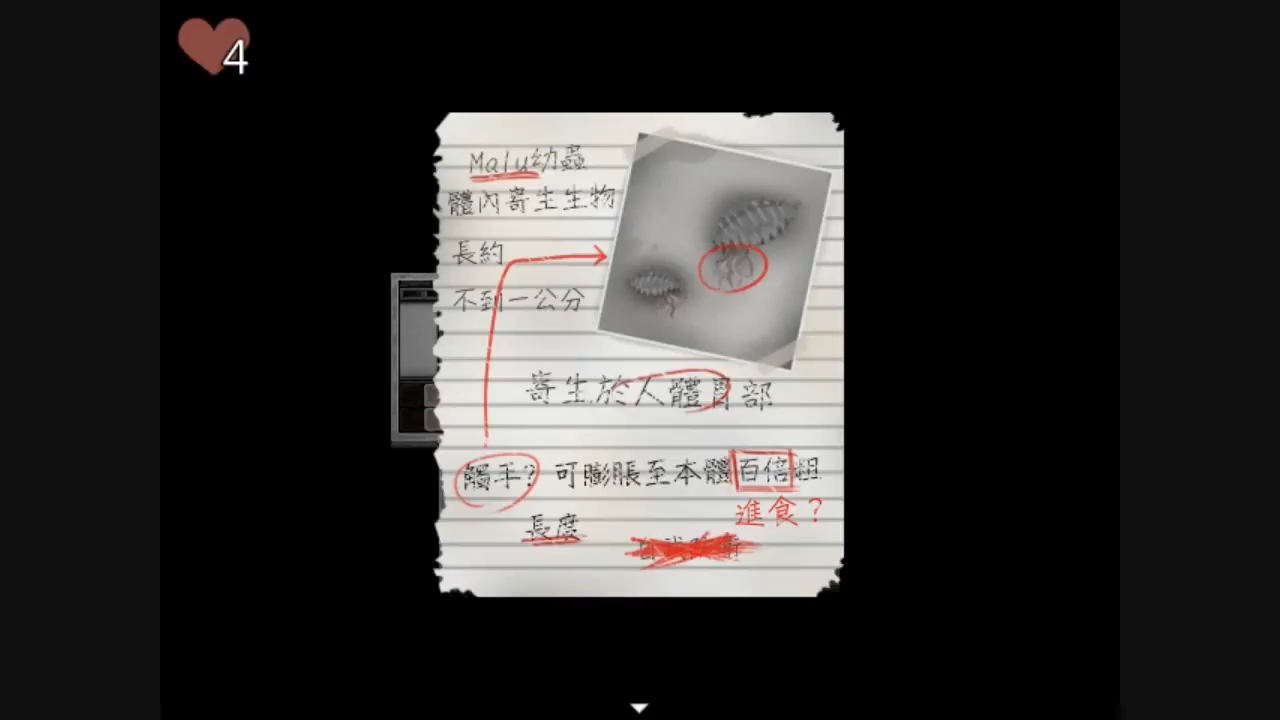 4
Malu幼蟲
體內寄生生物
長約
不到一公分
寄生於人體胃部
觸手? 可膨脹至本體百倍粗
進食?
長度